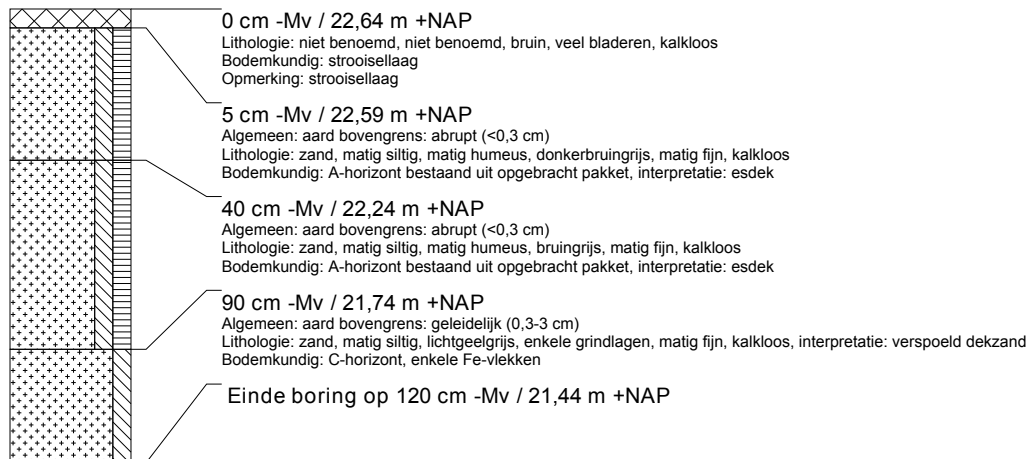 0 cm -Mv / 22,64 m +NAP
Lithologie: niet benoemd, niet benoemd, bruin, veel bladeren, kalkloos
Bodemkundig: strooisellaag
Opmerking: strooisellaag
5 cm -Mv / 22,59 m +NAP
Algemeen: aard bovengrens: abrupt (<0,3 cm)
Lithologie: zand, matig siltig, matig humeus, donkerbruingrijs, matig fijn, kalkloos
Bodemkundig: A-horizont bestaand uit opgebracht pakket, interpretatie: esdek
40 cm -Mv / 22,24 m +NAP
Algemeen: aard bovengrens: abrupt (<0,3 cm)
Lithologie: zand, matig siltig, matig humeus, bruingrijs, matig fijn, kalkloos
Bodemkundig: A-horizont bestaand uit opgebracht pakket, interpretatie: esdek
90 cm -Mv / 21,74 m +NAP
Algemeen: aard bovengrens: geleidelijk (0,3-3 cm)
Lithologie: zand, matig siltig, lichtgeelgrijs, enkele grindlagen, matig fijn, kalkloos, interpretatie: verspoeld dekzand
Bodemkundig: C-horizont, enkele Fe-vlekken
Einde boring op 120 cm -Mv / 21,44 m +NAP